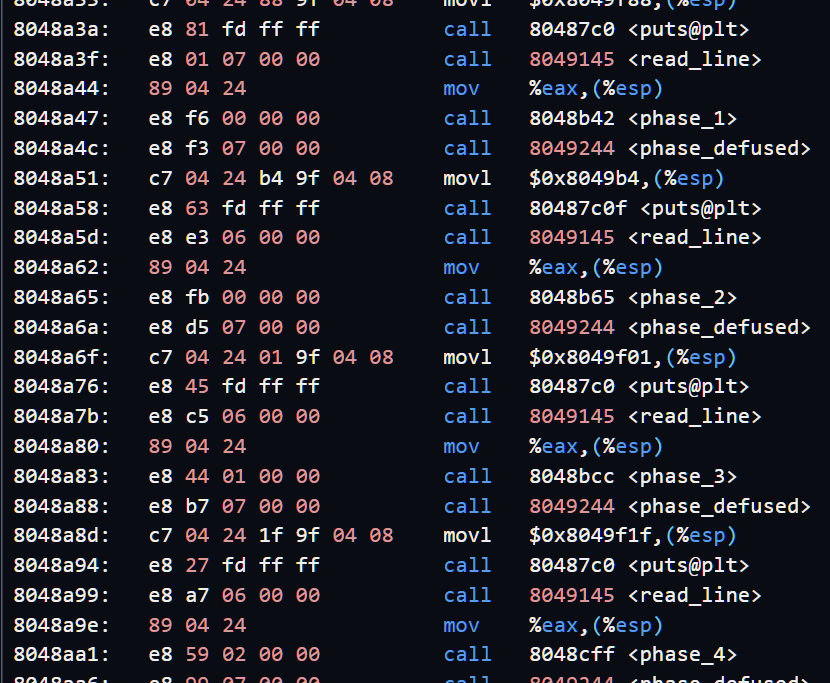 8048a33: c7 04 24 88 9f 04 08 movl $0x8049f88,(%esp)
8048a3a: e8 81 fd ff ff call 80487c0 <puts@plt>
8048a3f: e8 01 07 00 00 call 8049145 <read_line>
8048a44: 89 04 24 mov %eax,(%esp)
8048a47: e8 f6 00 00 00 call 8048b42 <phase_1>
8048a4c: e8 f3 07 00 00 call 8049244 <phase_defused>
8048a51: c7 04 24 b4 9f 04 08 movl $0x8049b4,(%esp)
8048a58: e8 63 fd ff ff call 80487c0f <puts@plt>
8048a5d: e8 e3 06 00 00 call 8049145 <read_line>
8048a62: 89 04 24 mov %eax,(%esp)
8048a65: e8 fb 00 00 00 call 8048b65 <phase_2>
8048a6a: e8 d5 07 00 00 call 8049244 <phase_defused>
8048a6f: c7 04 24 01 9f 04 08 movl $0x8049f01,(%esp)
8048a76: e8 45 fd ff ff call 80487c0 <puts@plt>
8048a7b: e8 c5 06 00 00 call 8049145 <read_line>
8048a80: 89 04 24 mov %eax,(%esp)
8048a83: e8 44 01 00 00 call 8048bcc <phase_3>
8048a88: e8 b7 07 00 00 call 8049244 <phase_defused>
8048a8d: c7 04 24 1f 9f 04 08 movl $0x8049f1f,(%esp)
8048a94: e8 27 fd ff ff call 80487c0 <puts@plt>
8048a99: e8 a7 06 00 00 call 8049145 <read_line>
8048a9e: 89 04 24 mov %eax,(%esp)
8048aa1: e8 59 02 00 00 call 8048cff <phase_4>
8048aa6: e8 99 07 00 00 call 8049244 <phase_defused>